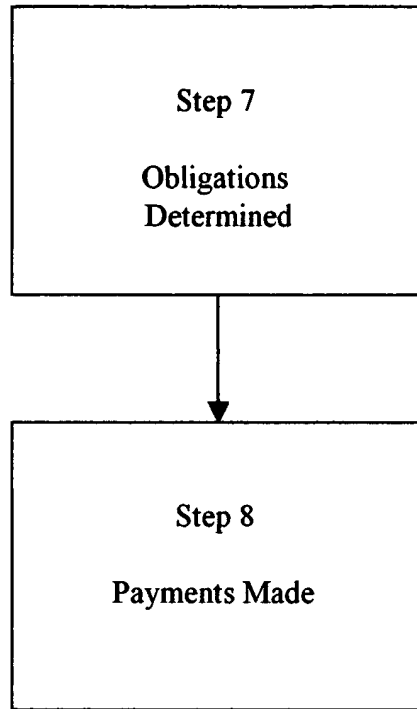 Step 7
Obligations
Determined
Step 8
Payments Made